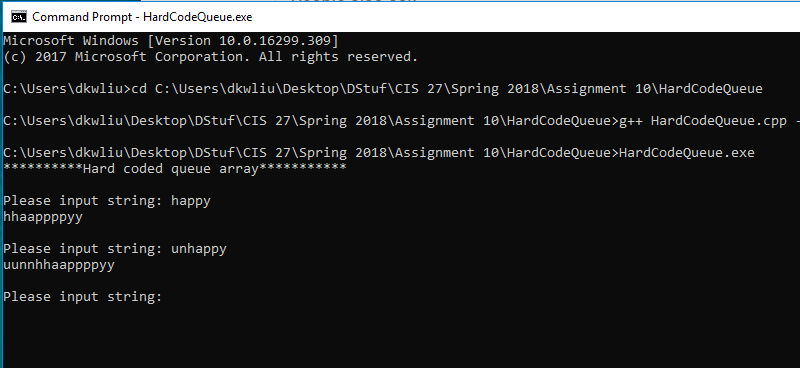 Command Prompt - HardCodeQueue.exe
Microsoft Windows [Version 10.0.16299.309]
(c) 2017 Microsoft Corporation. All rights reserved.
C:\Users\dkwliu>cd C:\Users\dkwliu\Desktop\DStuf\CIS 27\Spring 2018\Assignment 10\HardCodeQueue
C:\Users\dkwliu\Desktop\DStuf\CIS 27\Spring 2018\Assignment 10\HardCodeQueue>g++ HardCodeQueue.cpp -
C:\Users\dkwliu\Desktop\DStuf\CIS 27\Spring 2018\Assignment 10\HardCodeQueue>HardCodeQueue.exe
**********Hard coded queue array***********
Please input string: happy
hhaappppyy
Please input string: unhappy
uunnhhaappppyy
Please input string: